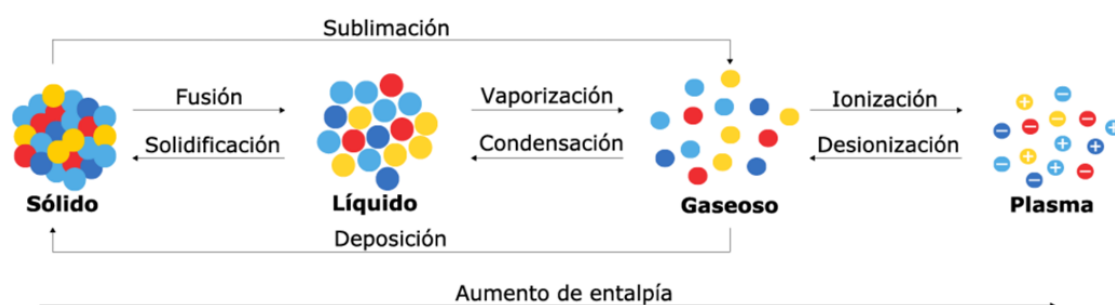 Sublimación
Fusión
Vaporización
Ionización
Solidificación
Condensación
Desionización
Sólido
Líquido
Gaseoso
Plasma
Deposición
Aumento de entalpía